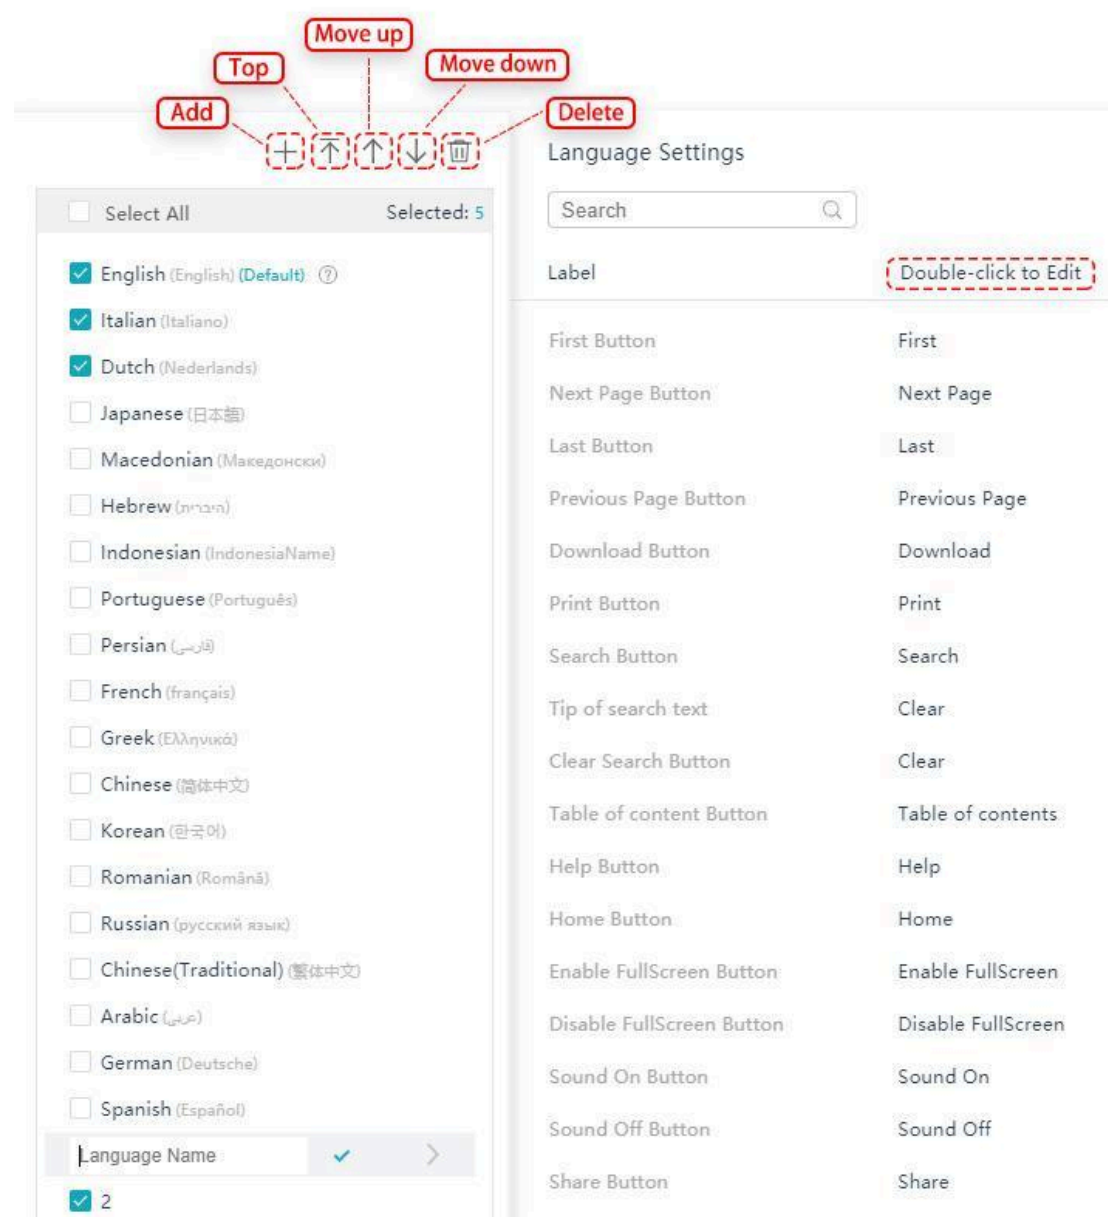 Move up
Top
Move down
Add
Delete
Select All
Selected: 5
English (English) (Default)
Italian (Italiano)
Dutch (Nederlands)
Japanese (日本語)
Macedonian (Македонски)
Hebrew (היברית)
Indonesian (IndonesiaName)
Portuguese (Português)
Persian (فارسی)
French (français)
Greek (Ελληνικά)
Chinese (简体中文)
Korean (한국어)
Romanian (Română)
Russian (русский язык)
Chinese(Traditional) (繁体中文)
Arabic (عربي)
German (Deutsche)
Spanish (Español)
Language Name
2
Language Settings
Search
Label Double-click to Edit
First Button First
Next Page Button Next Page
Last Button Last
Previous Page Button Previous Page
Download Button Download
Print Button Print
Search Button Search
Tip of search text Clear
Clear Search Button Clear
Table of content Button Table of contents
Help Button Help
Home Button Home
Enable FullScreen Button Enable FullScreen
Disable FullScreen Button Disable FullScreen
Sound On Button Sound On
Sound Off Button Sound Off
Share Button Share